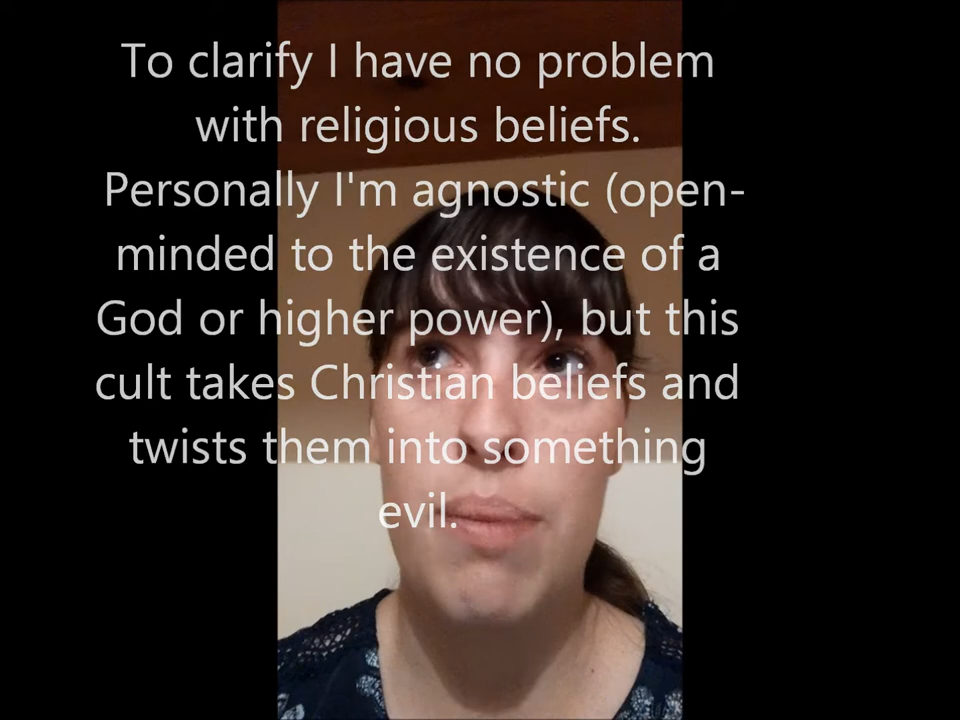 To clarify I have no problem
with religious beliefs.
Personally I'm agnostic (open-
minded to the existence of a
God or higher power), but this
cult takes Christian beliefs and
twists them into something
evil.